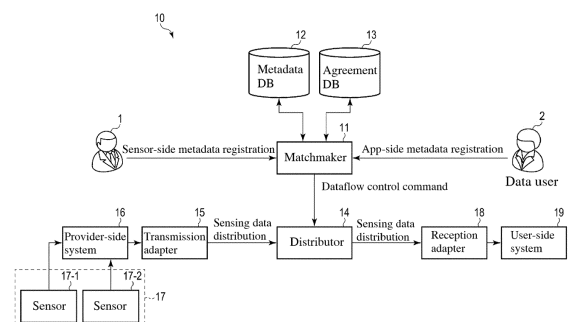 10
12
13
Metadata
DB
Agreement
DB
1
2
11
Sensor-side metadata registration
Matchmaker
App-side metadata registration
Data user
Dataflow control command
16
15
14
18
19
Provider-side
system
Transmission
adapter
Sensing data
distribution
Distributor
Sensing data
distribution
Reception
adapter
User-side
system
17-1
17-2
17
Sensor
Sensor